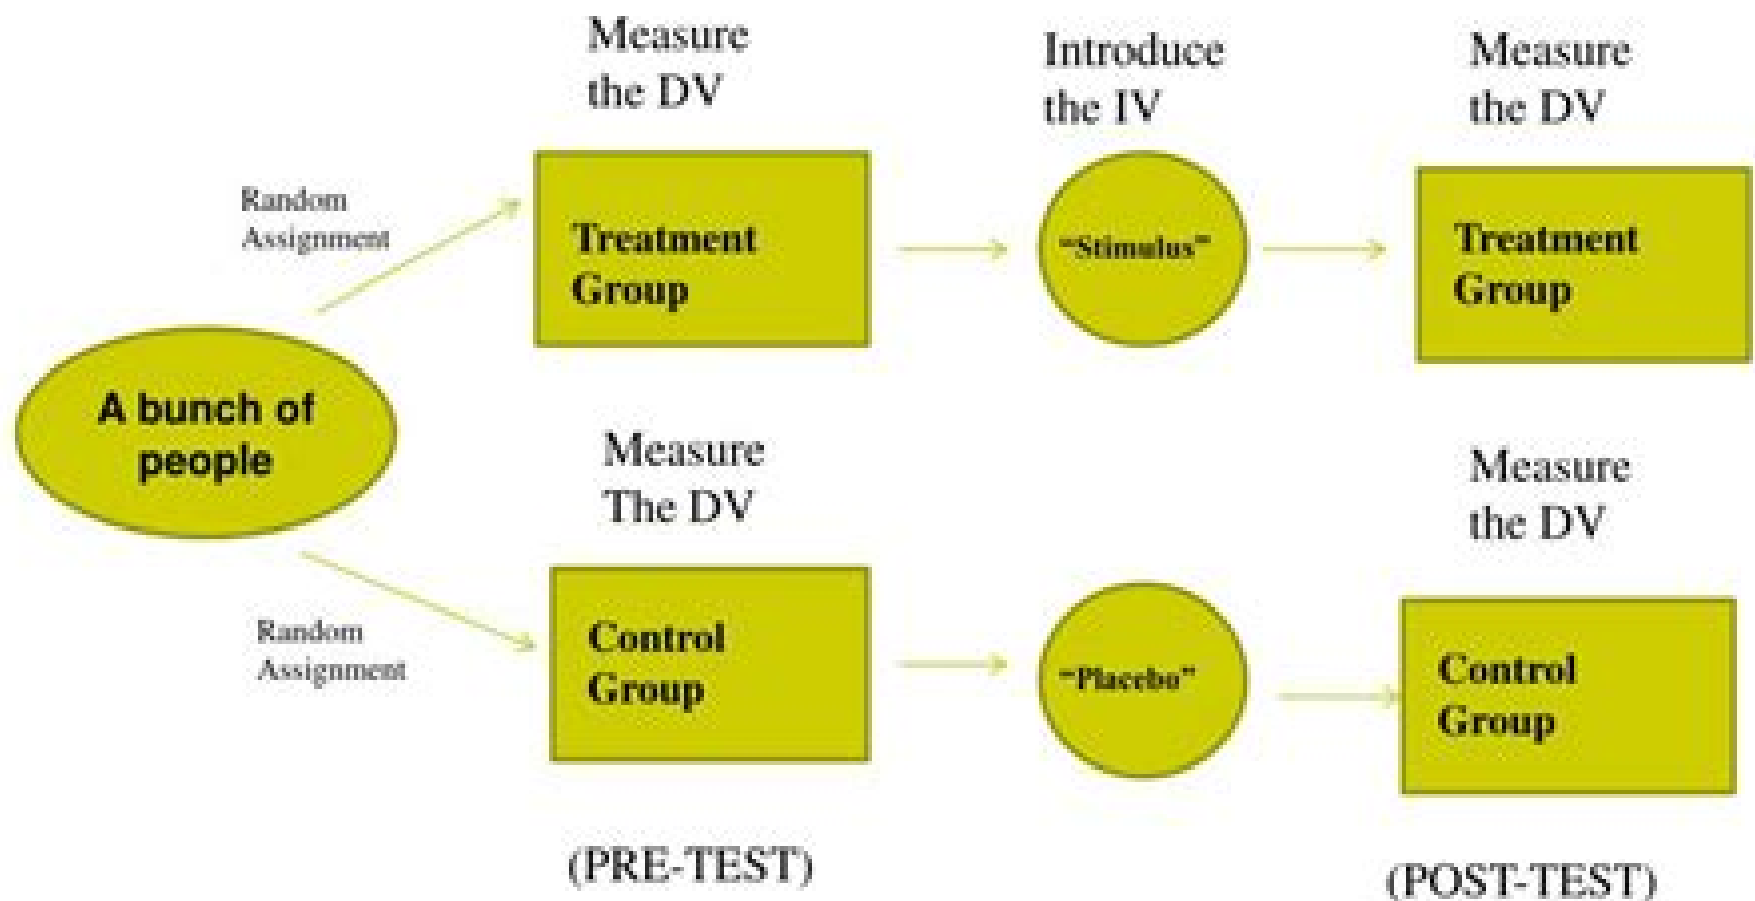 Measure
the DV
Introduce
the IV
Measure
the DV
Random
Assignment
Treatment
Group
“Stimulus”
Treatment
Group
A bunch of
people
Measure
The DV
Measure
the DV
Random
Assignment
Control
Group
“Placebo”
Control
Group
(PRE-TEST)
(POST-TEST)